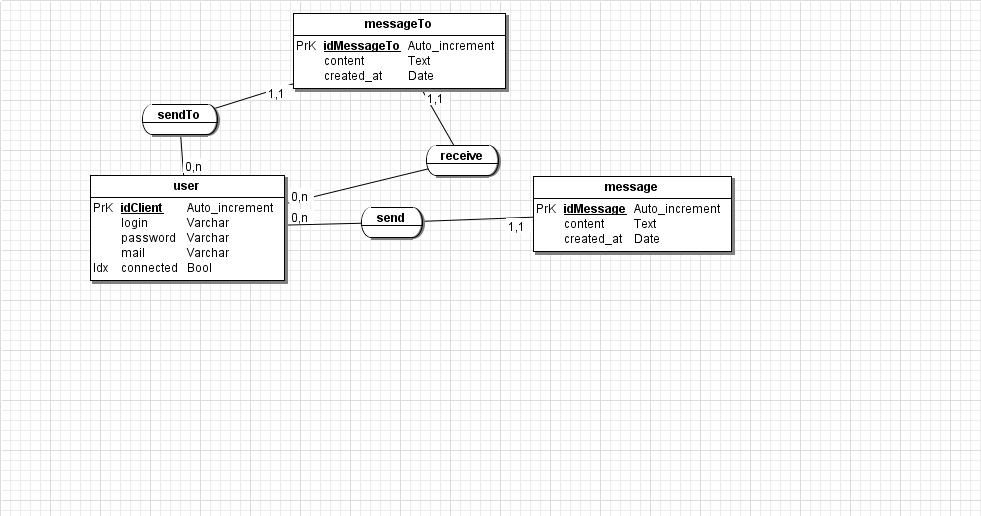 messageTo
PrK idMessageTo Auto_increment
content Text
created_at Date
1,1
1,1
sendTo
receive
0,n
user
PrK idClient Auto_increment
login Varchar
password Varchar
mail Varchar
Idx connected Bool
0,n
0,n
send
1,1
message
PrK idMessage Auto_increment
content Text
created_at Date